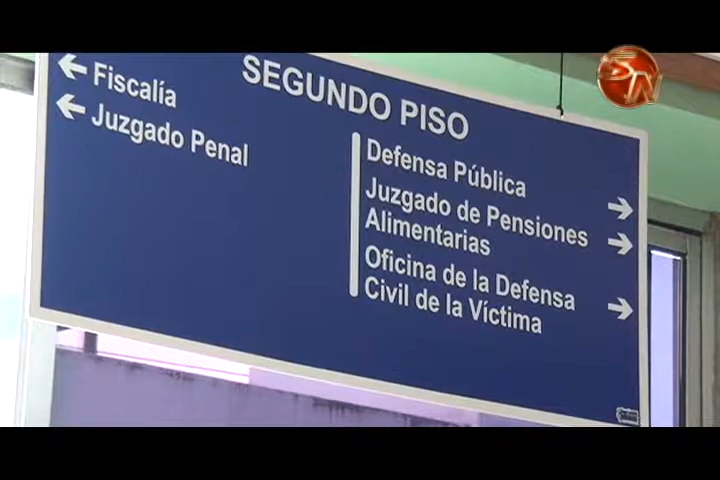 SEGUNDO PISO
Fiscalía
Juzgado Penal
Defensa Pública
Juzgado de Pensiones
Alimentarias
Oficina de la Defensa
Civil de la Víctima
SN